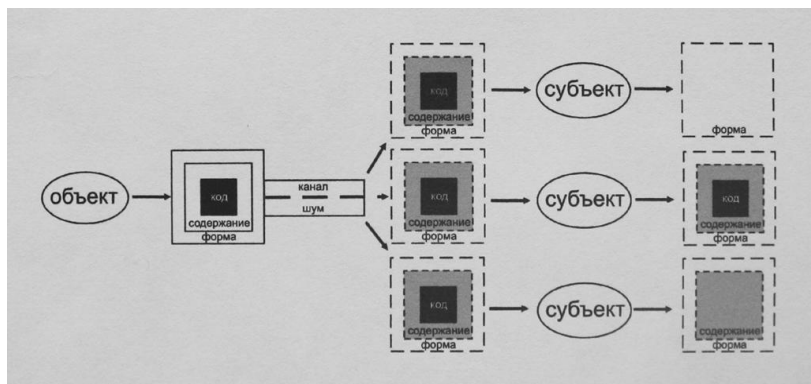 код
содержание
форма
субъект
форма
объект
код
содержание
форма
канал
шум
код
содержание
форма
субъект
код
содержание
форма
код
содержание
форма
субъект
содержание
форма